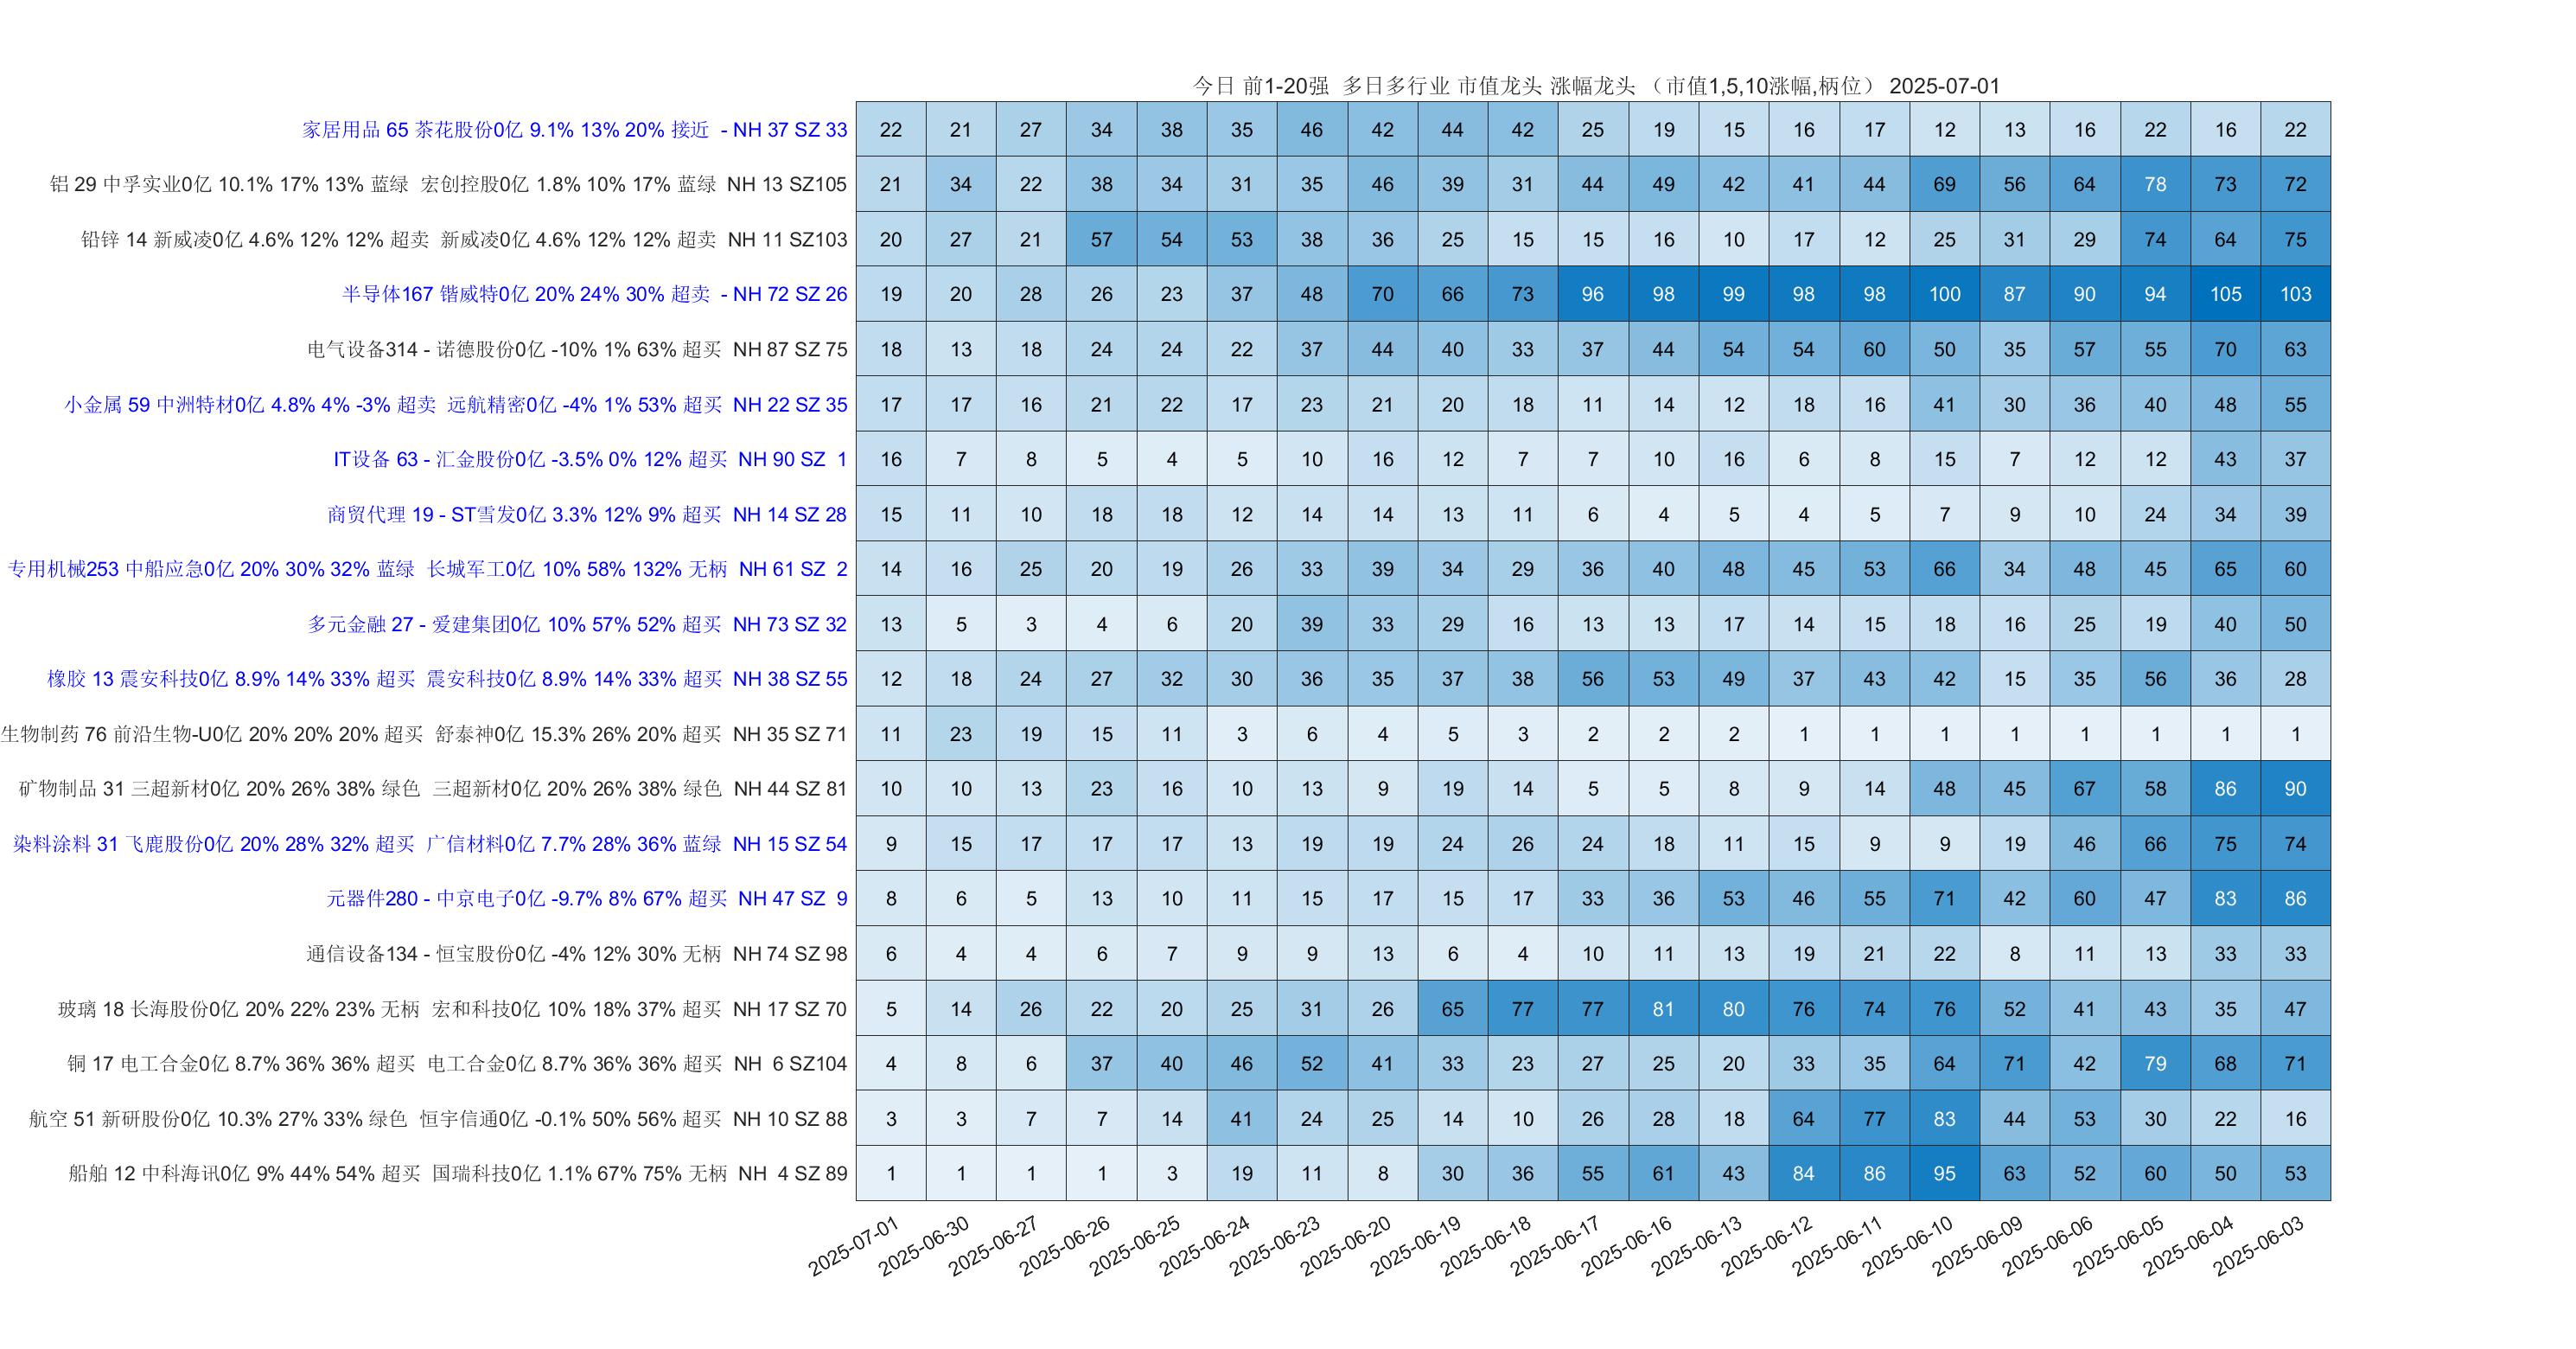 今日 前1-20强 多日多行业 市值龙头 涨幅龙头 （市值1,5,10涨幅,柄位） 2025-07-01
家居用品 65 茶花股份0亿 9.1% 13% 20% 接近 - NH 37 SZ 33 22 21 27 34 38 35 46 42 44 42 25 19 15 16 17 12 13 16 22 16 22
铝 29 中孚实业0亿 10.1% 17% 13% 蓝绿 宏创控股0亿 1.8% 10% 17% 蓝绿 NH 13 SZ105 21 34 22 38 34 31 35 46 39 31 44 49 42 41 44 69 56 64 78 73 72
铅锌 14 新威凌0亿 4.6% 12% 12% 超卖 新威凌0亿 4.6% 12% 12% 超卖 NH 11 SZ103 20 27 21 57 54 53 38 36 25 15 15 16 10 17 12 25 31 29 74 64 75
半导体167 锴威特0亿 20% 24% 30% 超卖 - NH 72 SZ 26 19 20 28 26 23 37 48 70 66 73 96 98 99 98 98 100 87 90 94 105 103
电气设备314 - 诺德股份0亿 -10% 1% 63% 超买 NH 87 SZ 75 18 13 18 24 24 22 37 44 40 33 37 44 54 54 60 50 35 57 55 70 63
小金属 59 中洲特材0亿 4.8% 4% -3% 超卖 远航精密0亿 -4% 1% 53% 超买 NH 22 SZ 35 17 17 16 21 22 17 23 21 20 18 11 14 12 18 16 41 30 36 40 48 55
IT设备 63 - 汇金股份0亿 -3.5% 0% 12% 超买 NH 90 SZ 1 16 7 8 5 4 5 10 16 12 7 7 10 16 6 8 15 7 12 12 43 37
商贸代理 19 - ST雪发0亿 3.3% 12% 9% 超买 NH 14 SZ 28 15 11 10 18 18 12 14 14 13 11 6 4 5 4 5 7 9 10 24 34 39
专用机械253 中船应急0亿 20% 30% 32% 蓝绿 长城军工0亿 10% 58% 132% 无柄 NH 61 SZ 2 14 16 25 20 19 26 33 39 34 29 36 40 48 45 53 66 34 48 45 65 60
多元金融 27 - 爱建集团0亿 10% 57% 52% 超买 NH 73 SZ 32 13 5 3 4 6 20 39 33 29 16 13 13 17 14 15 18 16 25 19 40 50
橡胶 13 震安科技0亿 8.9% 14% 33% 超买 震安科技0亿 8.9% 14% 33% 超买 NH 38 SZ 55 12 18 24 27 32 30 36 35 37 38 56 53 49 37 43 42 15 35 56 36 28
生物制药 76 前沿生物-U0亿 20% 20% 20% 超买 舒泰神0亿 15.3% 26% 20% 超买 NH 35 SZ 71 11 23 19 15 11 3 6 4 5 3 2 2 2 1 1 1 1 1 1 1 1
矿物制品 31 三超新材0亿 20% 26% 38% 绿色 三超新材0亿 20% 26% 38% 绿色 NH 44 SZ 81 10 10 13 23 16 10 13 9 19 14 5 5 8 9 14 48 45 67 58 86 90
染料涂料 31 飞鹿股份0亿 20% 28% 32% 超买 广信材料0亿 7.7% 28% 36% 蓝绿 NH 15 SZ 54 9 15 17 17 17 13 19 19 24 26 24 18 11 15 9 9 19 46 66 75 74
元器件280 - 中京电子0亿 -9.7% 8% 67% 超买 NH 47 SZ 9 8 6 5 13 10 11 15 17 15 17 33 36 53 46 55 71 42 60 47 83 86
通信设备134 - 恒宝股份0亿 -4% 12% 30% 无柄 NH 74 SZ 98 6 4 4 6 7 9 9 13 6 4 10 11 13 19 21 22 8 11 13 33 33
玻璃 18 长海股份0亿 20% 22% 23% 无柄 宏和科技0亿 10% 18% 37% 超买 NH 17 SZ 70 5 14 26 22 20 25 31 26 65 77 77 81 80 76 74 76 52 41 43 35 47
铜 17 电工合金0亿 8.7% 36% 36% 超买 电工合金0亿 8.7% 36% 36% 超买 NH 6 SZ104 4 8 6 37 40 46 52 41 33 23 27 25 20 33 35 64 71 42 79 68 71
航空 51 新研股份0亿 10.3% 27% 33% 绿色 恒宇信通0亿 -0.1% 50% 56% 超买 NH 10 SZ 88 3 3 7 7 14 41 24 25 14 10 26 28 18 64 77 83 44 53 30 22 16
船舶 12 中科海讯0亿 9% 44% 54% 超买 国瑞科技0亿 1.1% 67% 75% 无柄 NH 4 SZ 89 1 1 1 1 3 19 11 8 30 36 55 61 43 84 86 95 63 52 60 50 53
2025-07-01 2025-06-30 2025-06-27 2025-06-26 2025-06-25 2025-06-24 2025-06-23 2025-06-20 2025-06-19 2025-06-18 2025-06-17 2025-06-16 2025-06-13 2025-06-12 2025-06-11 2025-06-10 2025-06-09 2025-06-06 2025-06-05 2025-06-04 2025-06-03